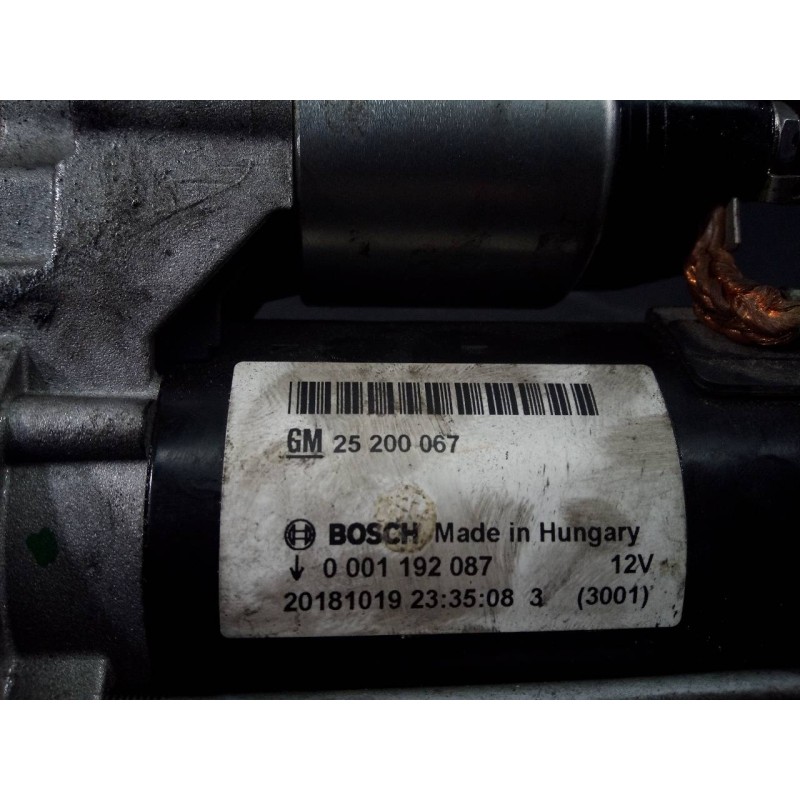 GM 25 200 067
BOSCH Made in Hungary
↓ 0 001 192 087 12V
20181019 23:35:08 3 (3001)